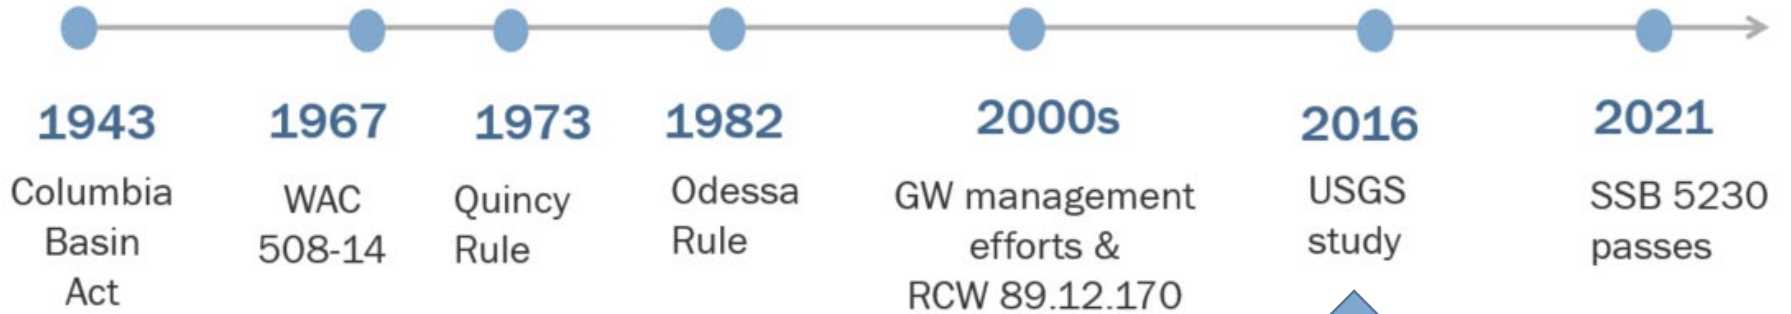 1943
Columbia
Basin
Act
1967
WAC
508-14
1973
Quincy
Rule
1982
Odessa
Rule
2000s
GW management
efforts &
RCW 89.12.170
2016
USGS
study
2021
SSB 5230
passes